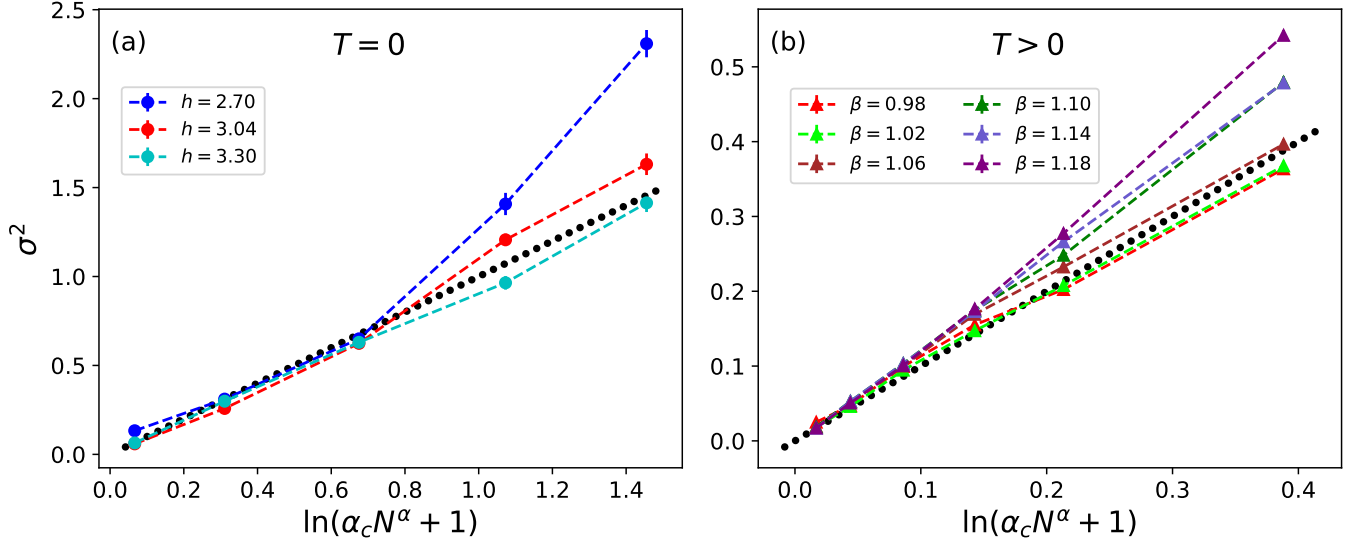 (a)
T = 0
h = 2.70
h = 3.04
h = 3.30
2.5
2.0
1.5
1.0
0.5
0.0
σ²
0.0 0.2 0.4 0.6 0.8 1.0 1.2 1.4
ln(α_c N^α + 1)
(b)
T > 0
β = 0.98
β = 1.02
β = 1.06
β = 1.10
β = 1.14
β = 1.18
0.5
0.4
0.3
0.2
0.1
0.0
0.0 0.1 0.2 0.3 0.4
ln(α_c N^α + 1)